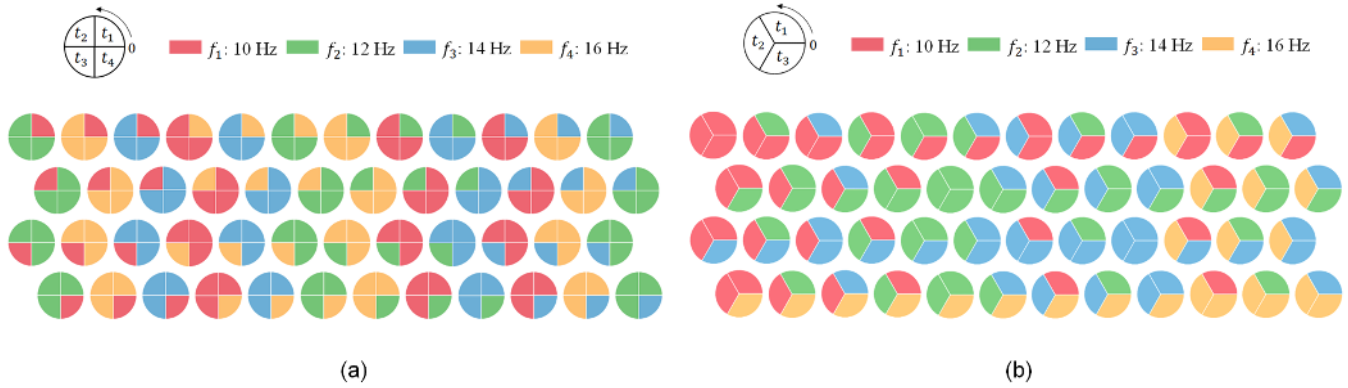 t₂ t₁ 0
t₃ t₄
f₁: 10 Hz f₂: 12 Hz f₃: 14 Hz f₄: 16 Hz
t₂ t₁ 0
t₃
f₁: 10 Hz f₂: 12 Hz f₃: 14 Hz f₄: 16 Hz
(a)
(b)